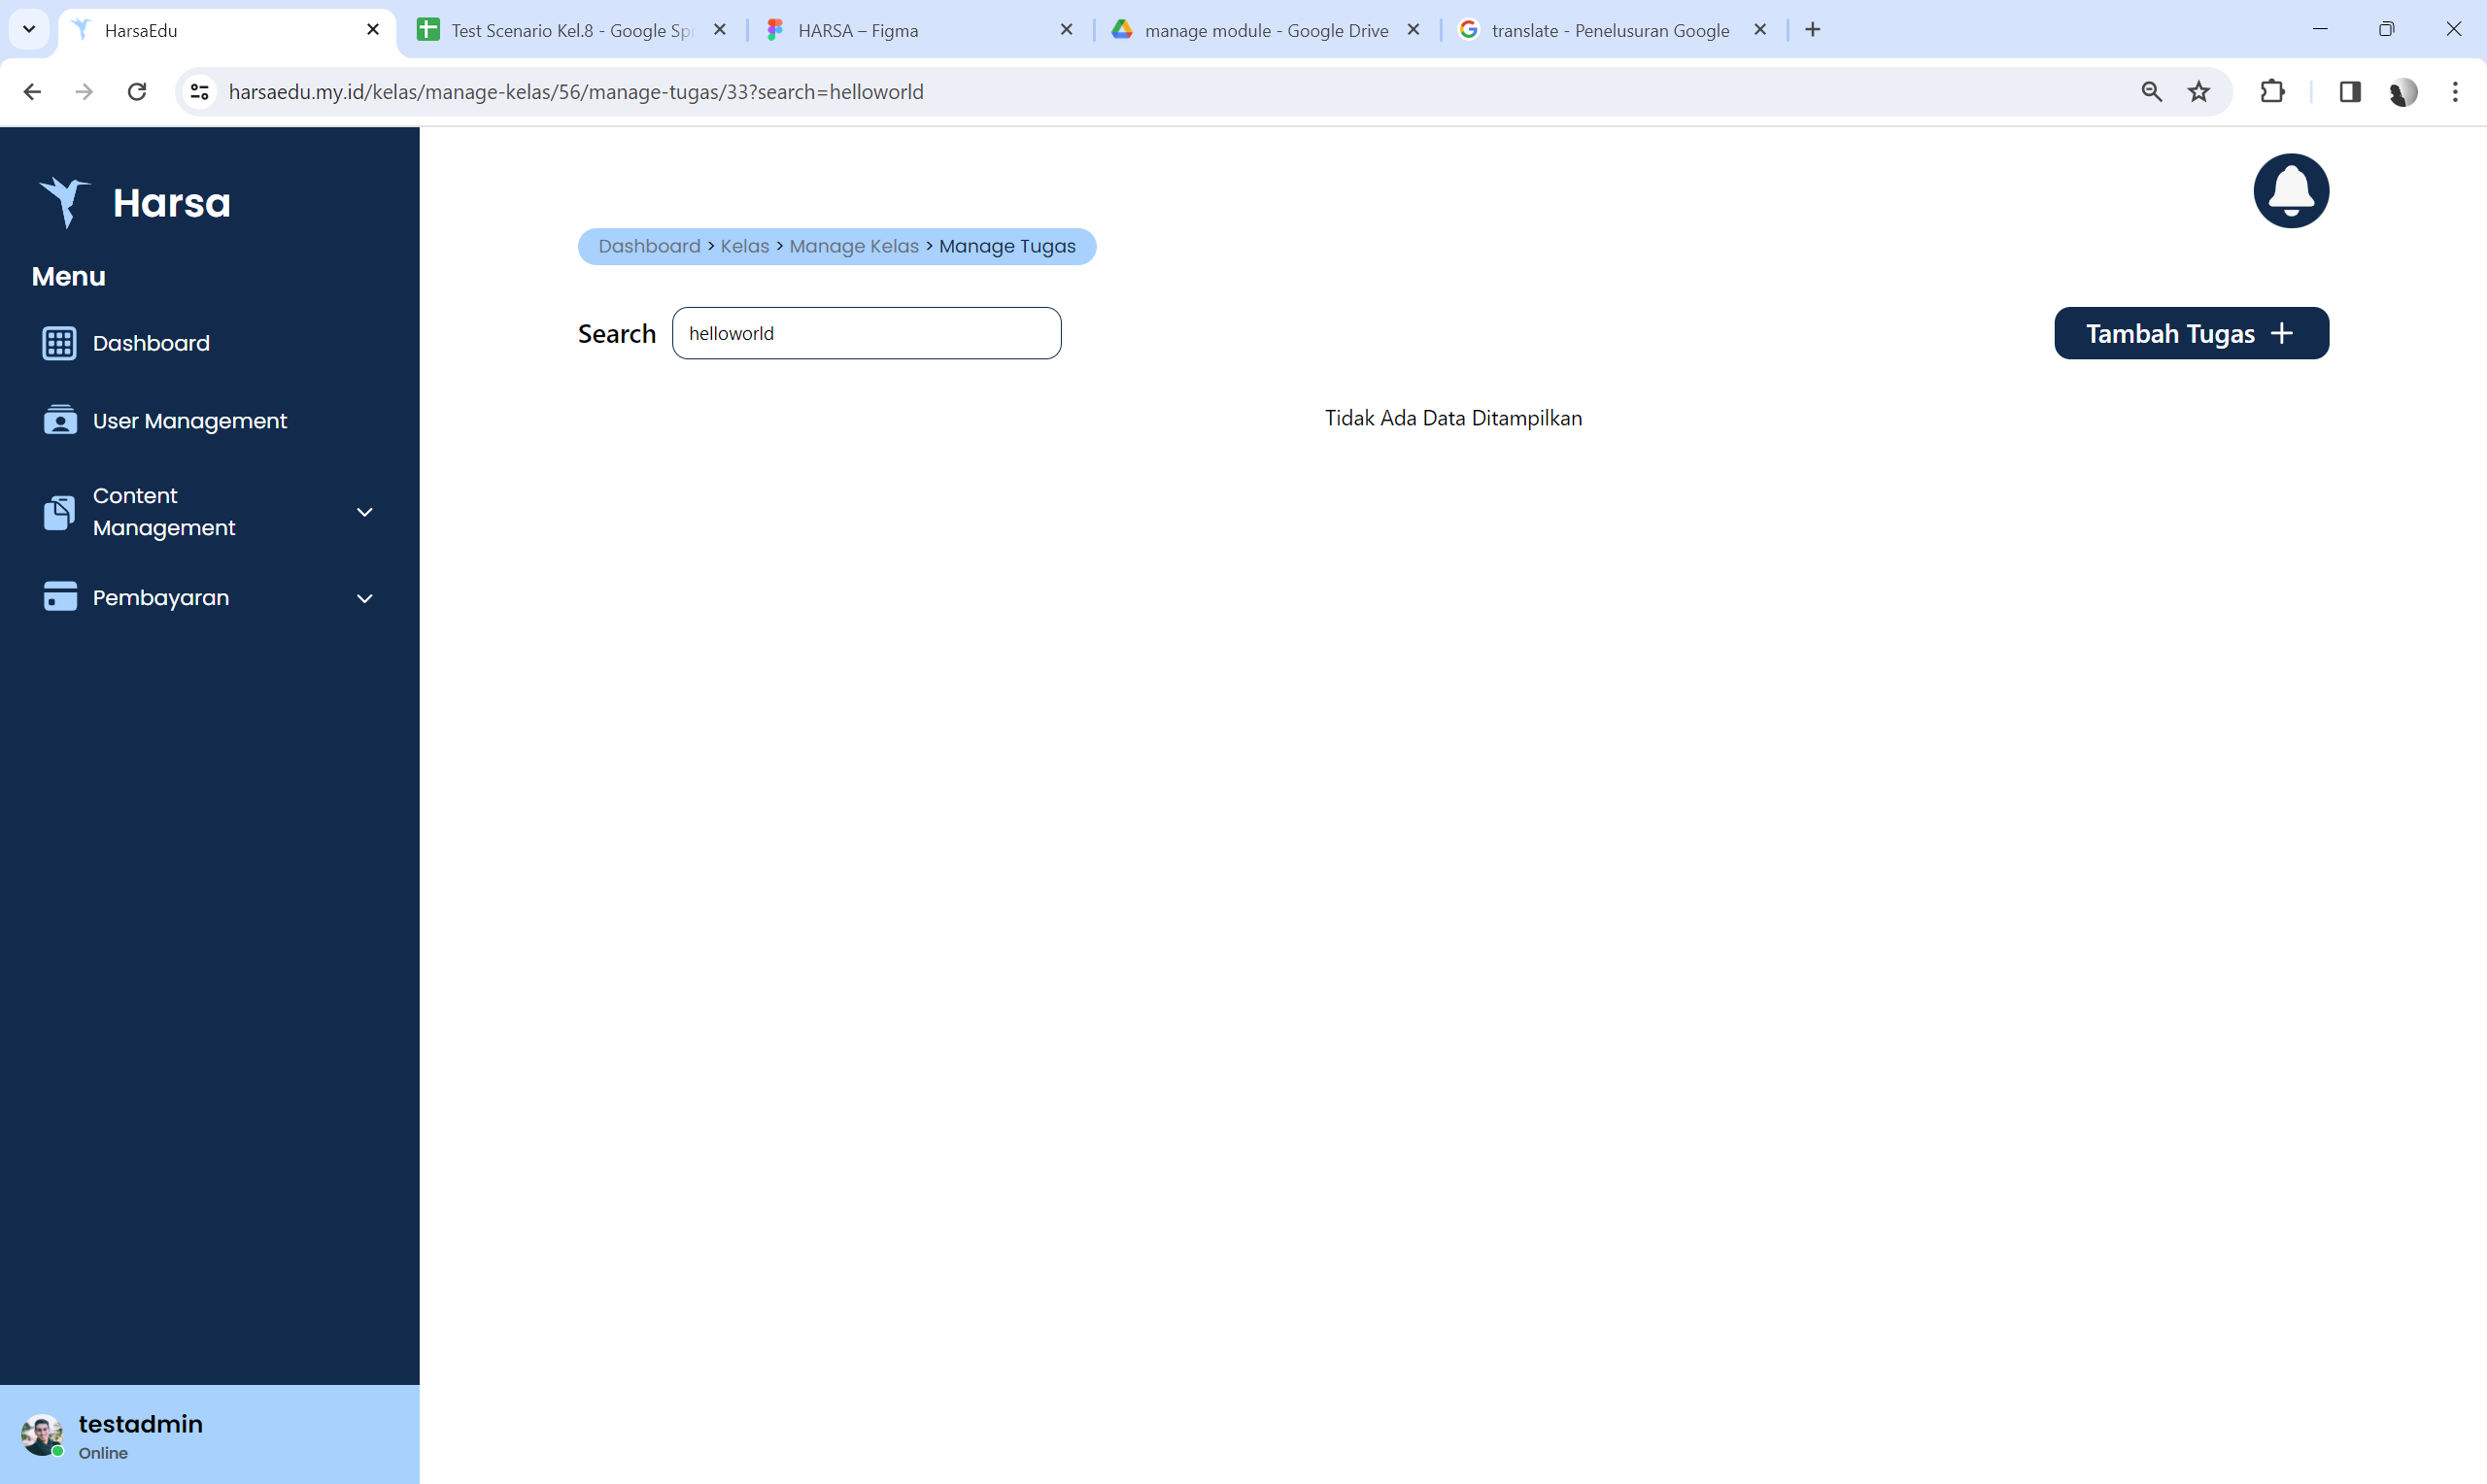 HarsaEdu
Test Scenario Kel.8 - Google Spr
HARSA – Figma
manage module - Google Drive
translate - Penelusuran Google
harsaedu.my.id/kelas/manage-kelas/56/manage-tugas/33?search=helloworld
Harsa
Menu
Dashboard
User Management
Content
Management
Pembayaran
testadmin
Online
Dashboard > Kelas > Manage Kelas > Manage Tugas
Search helloworld
Tambah Tugas +
Tidak Ada Data Ditampilkan